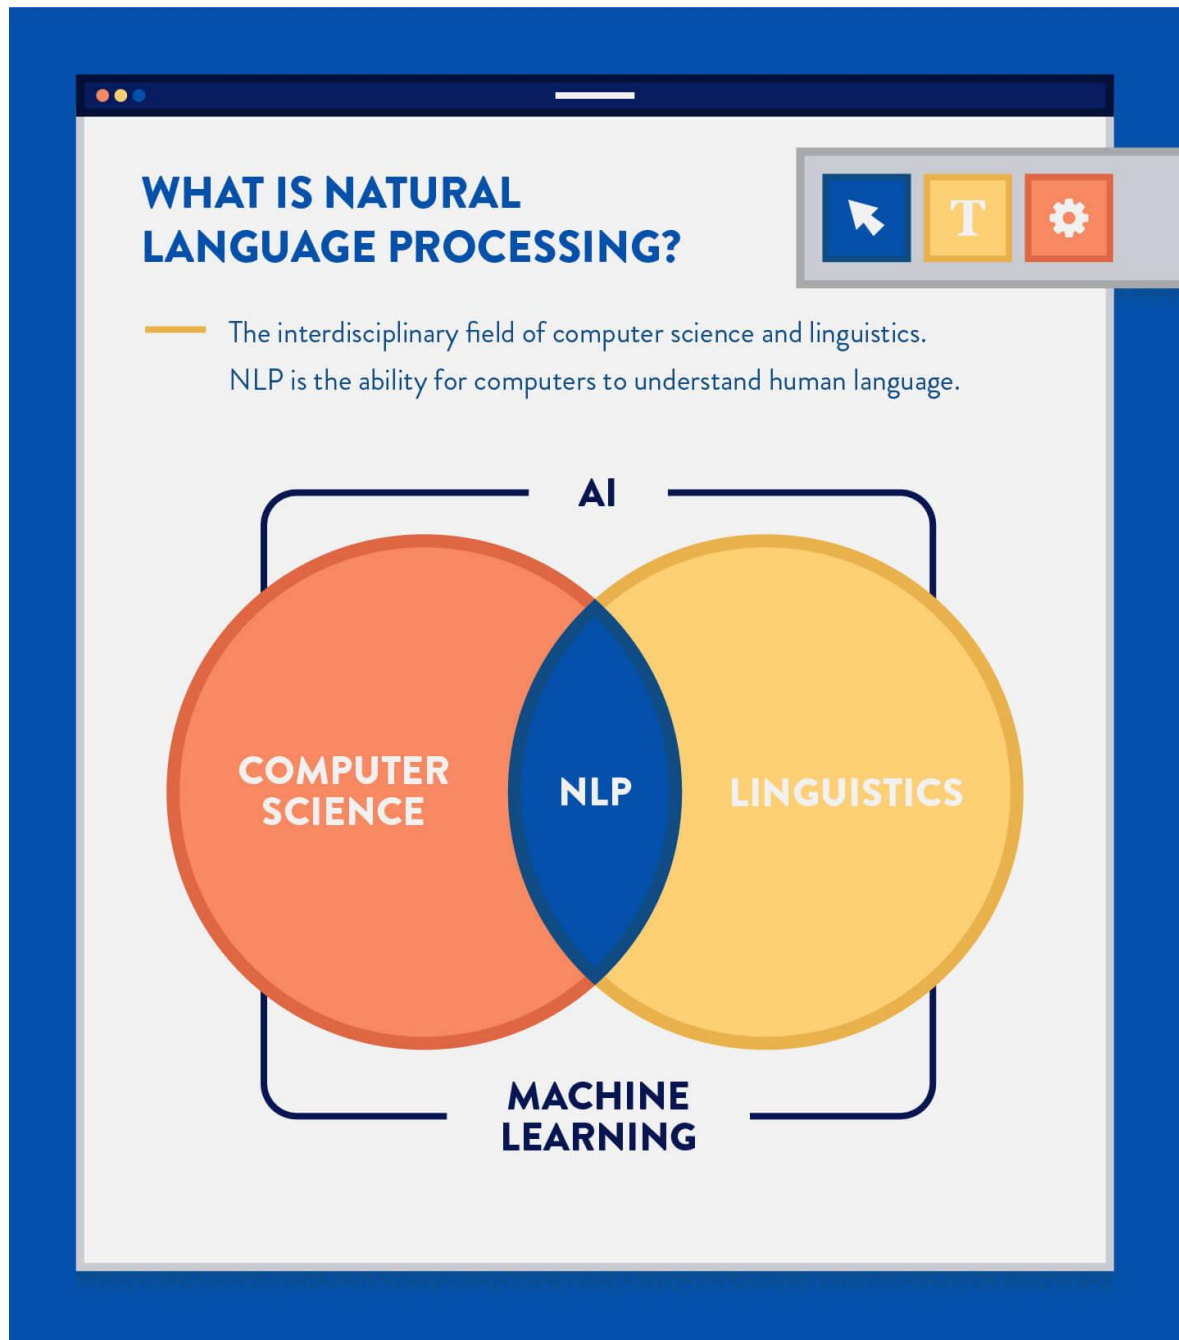 WHAT IS NATURAL
LANGUAGE PROCESSING?
T
The interdisciplinary field of computer science and linguistics.
NLP is the ability for computers to understand human language.
AI
COMPUTER
SCIENCE
NLP
LINGUISTICS
MACHINE
LEARNING